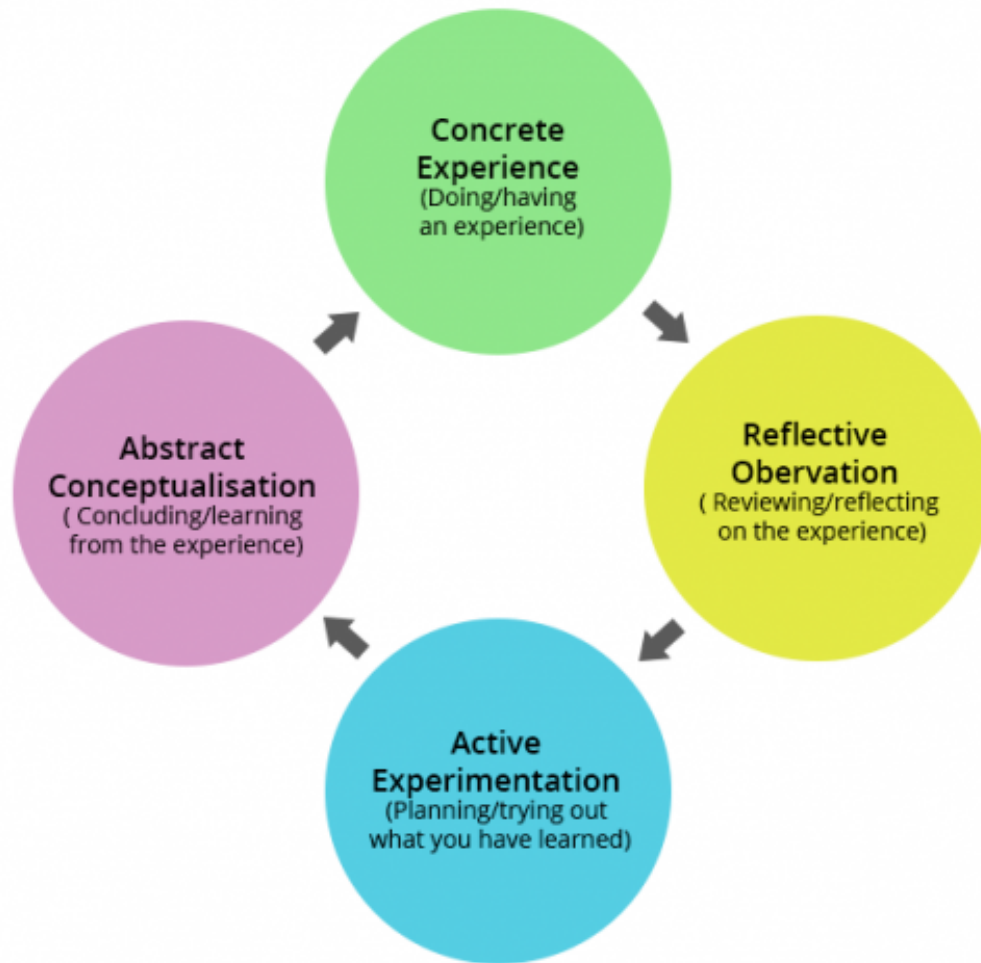 Concrete
Experience
(Doing/having
an experience)
Reflective
Obervation
( Reviewing/reflecting
on the experience)
Active
Experimentation
(Planning/trying out
what you have learned)
Abstract
Conceptualisation
( Concluding/learning
from the experience)